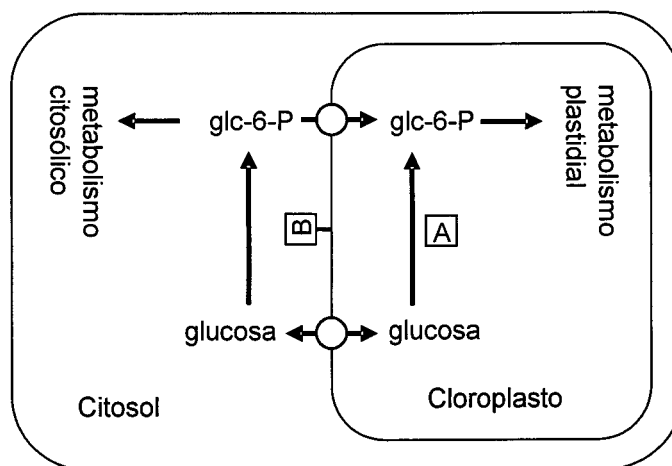 metabolismo
citosólico
glc-6-P
glc-6-P
metabolismo
plastidial
B
A
glucosa
glucosa
Citosol
Cloroplasto